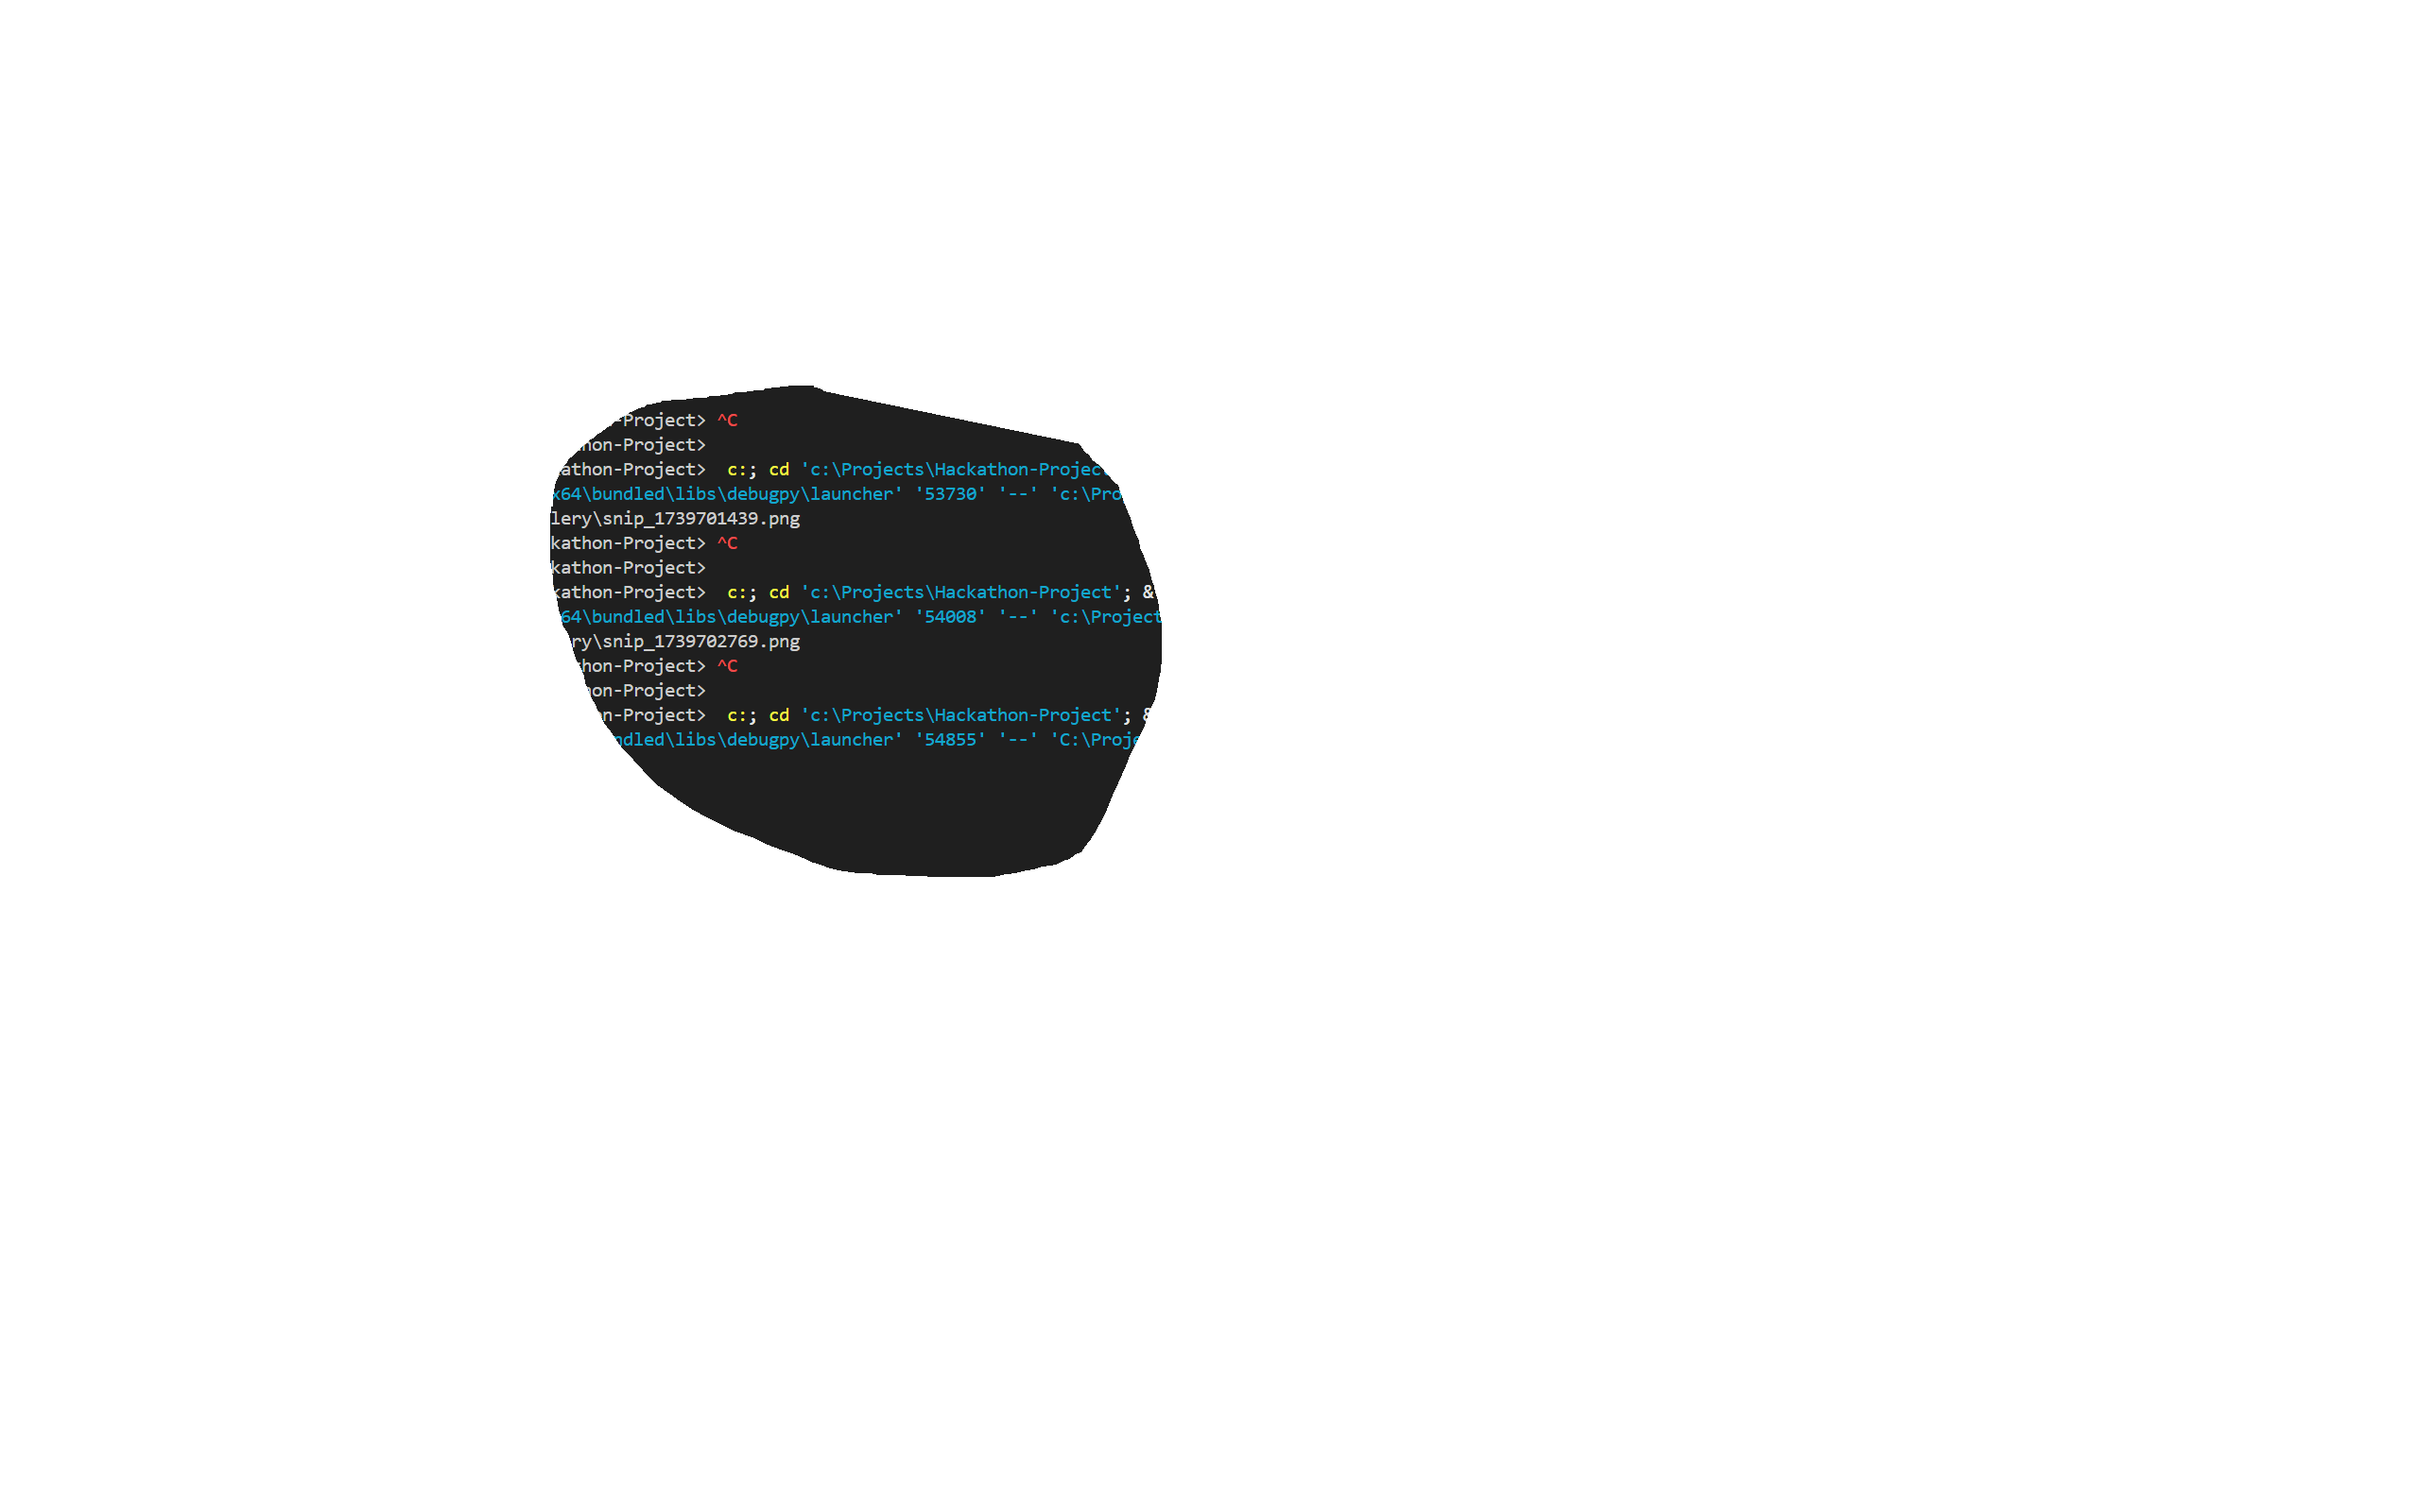 -Project> ^C
hon-Project>
athon-Project>  c:; cd 'c:\Projects\Hackathon-Project
x64\bundled\libs\debugpy\launcher' '53730' '--' 'c:\Pro
lery\snip_1739701439.png
kathon-Project> ^C
kathon-Project>
kathon-Project>  c:; cd 'c:\Projects\Hackathon-Project'; &
64\bundled\libs\debugpy\launcher' '54008' '--' 'c:\Project
ry\snip_1739702769.png
hon-Project> ^C
on-Project>
n-Project>  c:; cd 'c:\Projects\Hackathon-Project'; &
ndled\libs\debugpy\launcher' '54855' '--' 'C:\Proje